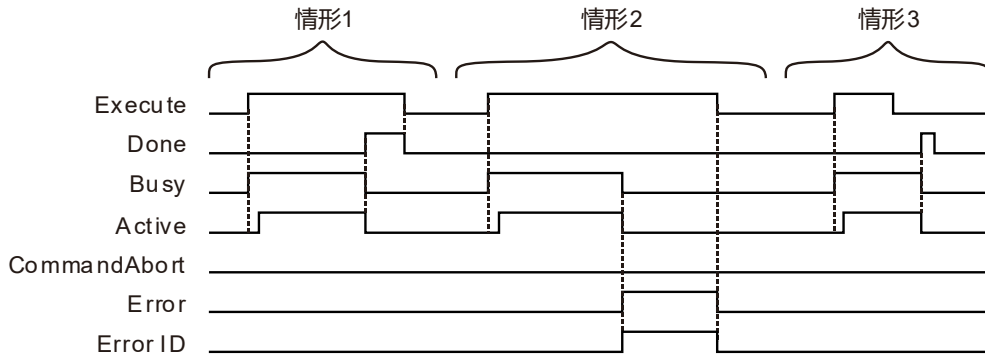 情形1 情形2 情形3
Execute
Done
Busy
Active
CommandAbort
Error
Error ID